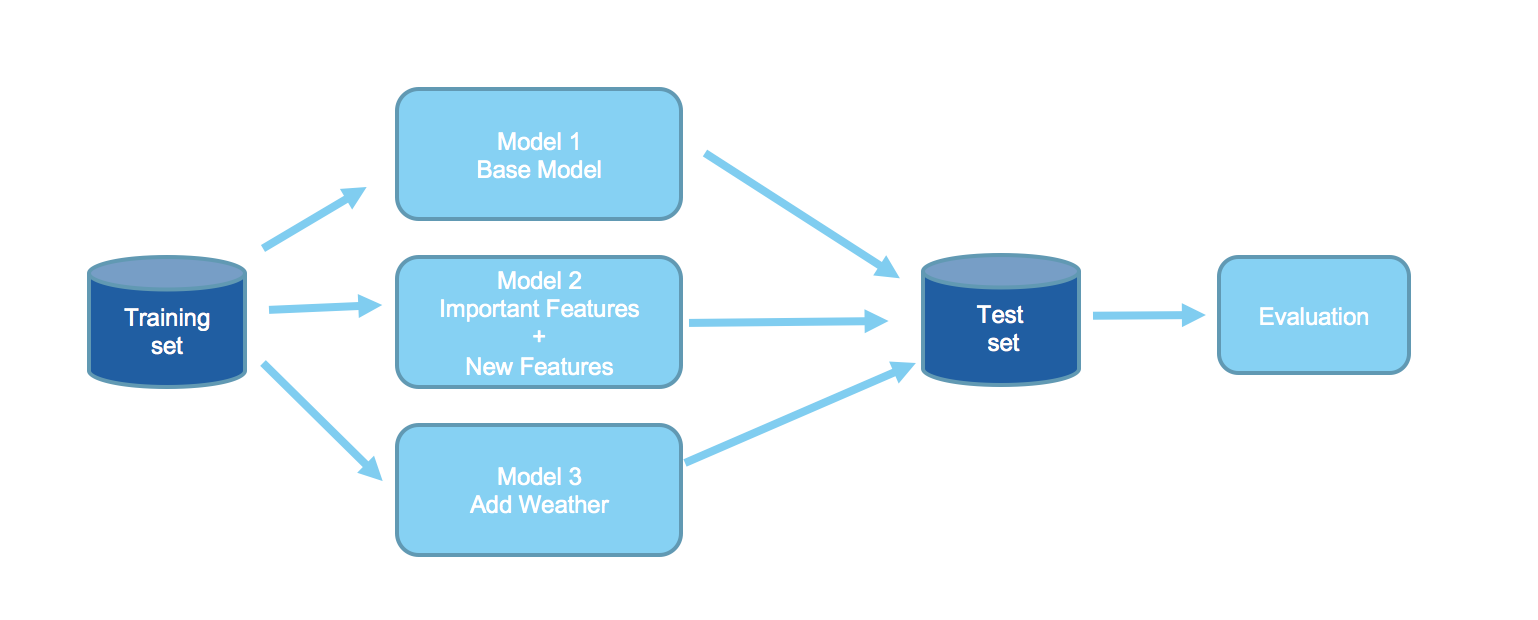 Model 1
Base Model
Training
set
Model 2
Important Features
+
New Features
Model 3
Add Weather
Test
set
Evaluation